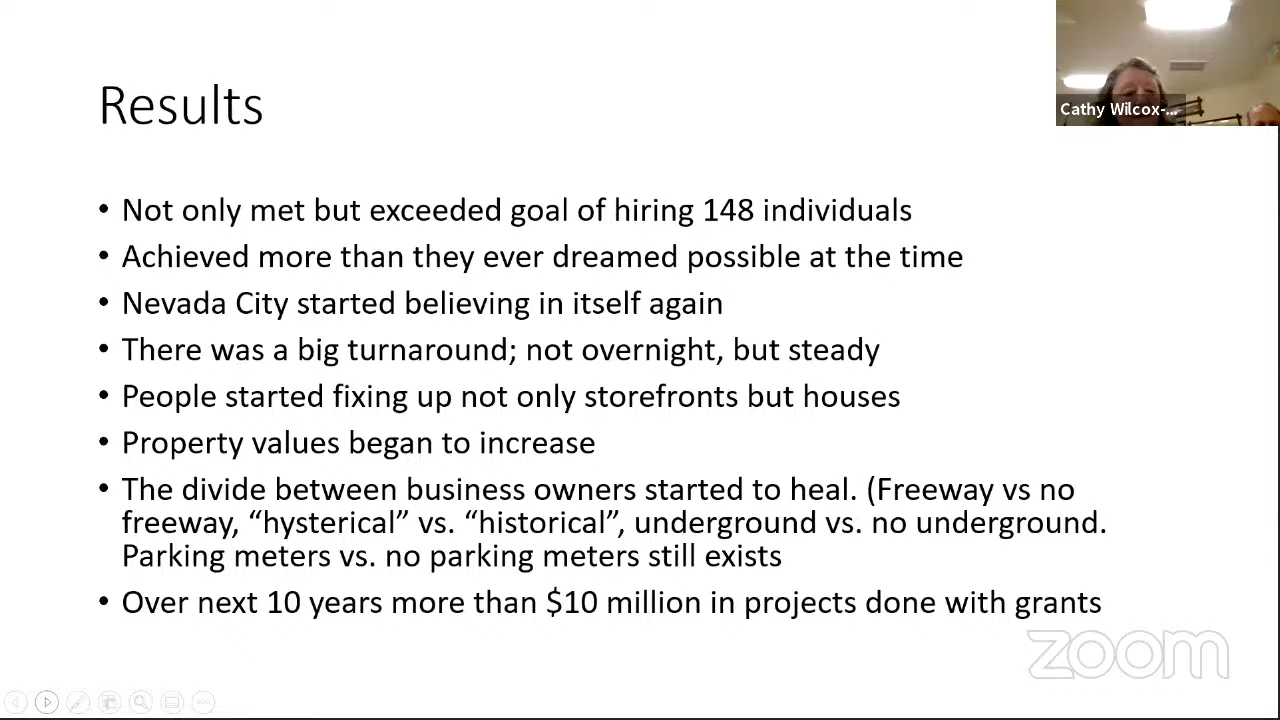 Cathy Wilcox-...
Results
• Not only met but exceeded goal of hiring 148 individuals
• Achieved more than they ever dreamed possible at the time
• Nevada City started believing in itself again
• There was a big turnaround; not overnight, but steady
• People started fixing up not only storefronts but houses
• Property values began to increase
• The divide between business owners started to heal. (Freeway vs no
freeway, “hysterical” vs. “historical”, underground vs. no underground.
Parking meters vs. no parking meters still exists
• Over next 10 years more than $10 million in projects done with grants
zoom